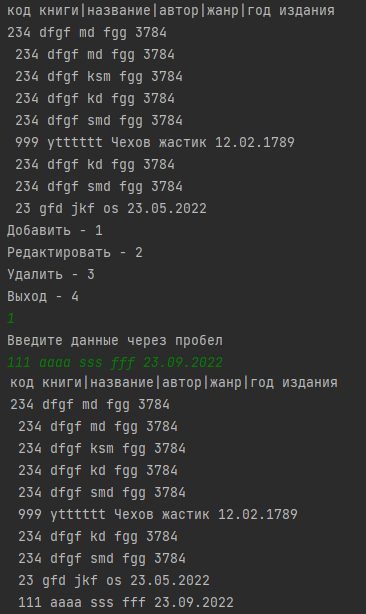 код книги|название|автор|жанр|год издания
234 dfgf md fgg 3784
234 dfgf md fgg 3784
234 dfgf ksm fgg 3784
234 dfgf kd fgg 3784
234 dfgf smd fgg 3784
999 ytttttt Чехов жастик 12.02.1789
234 dfgf kd fgg 3784
234 dfgf smd fgg 3784
23 gfd jkf os 23.05.2022
Добавить - 1
Редактировать - 2
Удалить - 3
Выход - 4
1
Введите данные через пробел
111 aaaa sss fff 23.09.2022
код книги|название|автор|жанр|год издания
234 dfgf md fgg 3784
234 dfgf md fgg 3784
234 dfgf ksm fgg 3784
234 dfgf kd fgg 3784
234 dfgf smd fgg 3784
999 ytttttt Чехов жастик 12.02.1789
234 dfgf kd fgg 3784
234 dfgf smd fgg 3784
23 gfd jkf os 23.05.2022
111 aaaa sss fff 23.09.2022